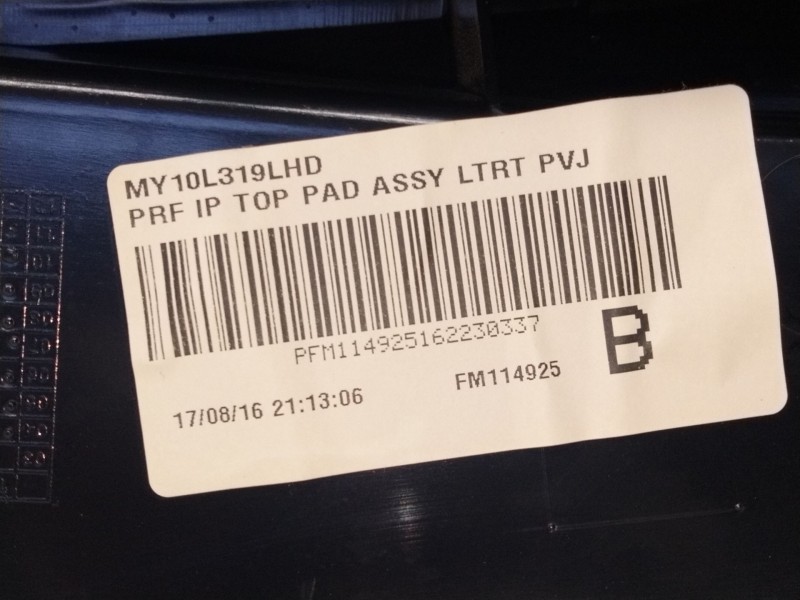 MY10L319LHD
PRF IP TOP PAD ASSY LTRT PVJ
PFM114925162230337
B
17/08/16 21:13:06 FM114925